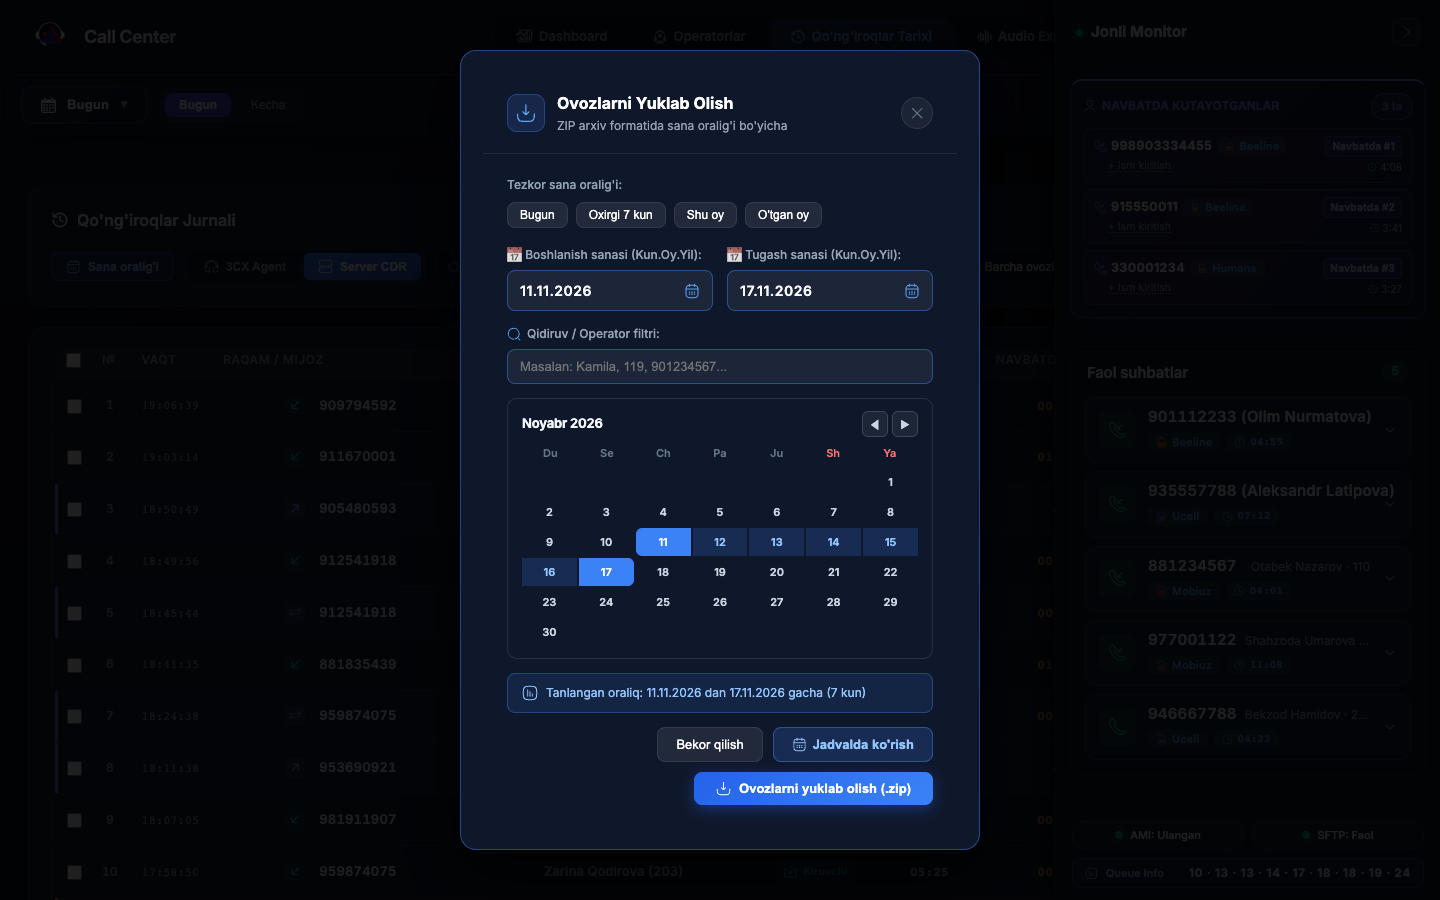 Call Center
Dashboard
Operatorlar
Qo'ng'iroqlar Tarixi
Jonli Monitor
Bugun
Bugun
Kecha
Ovozlarni Yuklab Olish
ZIP arxiv formatida sana oralig'i bo'yicha
Tezkor sana oralig'i:
Bugun
Oxirgi 7 kun
Shu oy
O'tgan oy
Boshlanish sanasi (Kun.Oy.Yil):
Tugash sanasi (Kun.Oy.Yil):
11.11.2026
17.11.2026
Qidiruv / Operator filtri:
Masalan: Kamila, 119, 901234567...
Noyabr 2026
Du Se Ch Pa Ju Sh Ya
1
2 3 4 5 6 7 8
9 10 11 12 13 14 15
16 17 18 19 20 21 22
23 24 25 26 27 28 29
30
Tanlangan oraliq: 11.11.2026 dan 17.11.2026 gacha (7 kun)
Bekor qilish
Jadvalda ko'rish
Ovozlarni yuklab olish (.zip)
Qo'ng'iroqlar Jurnali
Sana oralig'i
3CX Agent
Server CDR
№ VAQT RAQAM / MIJOZ
1 19:06:39 909794592
2 19:03:14 911670001
3 18:50:49 905480593
4 18:49:56 912541918
5 18:45:44 912541918
6 18:41:35 881835439
7 18:24:38 959874075
8 18:11:38 953690921
9 18:07:05 981911907
10 17:58:50 959874075 Zarina Qodirova (203) Kiruvchi 05:25
NAVBATDA KUTAYOTGANLAR
3 ta
998903334455 Beeline Navbatda #1
+ Ism kiritish 4:08
915550011 Beeline Navbatda #2
+ Ism kiritish 3:41
330001234 Humans Navbatda #3
+ Ism kiritish 3:27
Faol suhbatlar
5
901112233 (Olim Nurmatova)
Beeline 04:55
935557788 (Aleksandr Latipova)
Ucell 07:12
881234567 Otabek Nazarov · 110
Mobiuz 04:01
977001122 Shahzoda Umarova ...
Mobiuz 11:08
946667788 Bekzod Hamidov · 2...
Ucell 04:23
AMI: Ulangan
SFTP: Faol
Queue Info 10 · 13 · 13 · 14 · 17 · 18 · 18 · 19 · 24